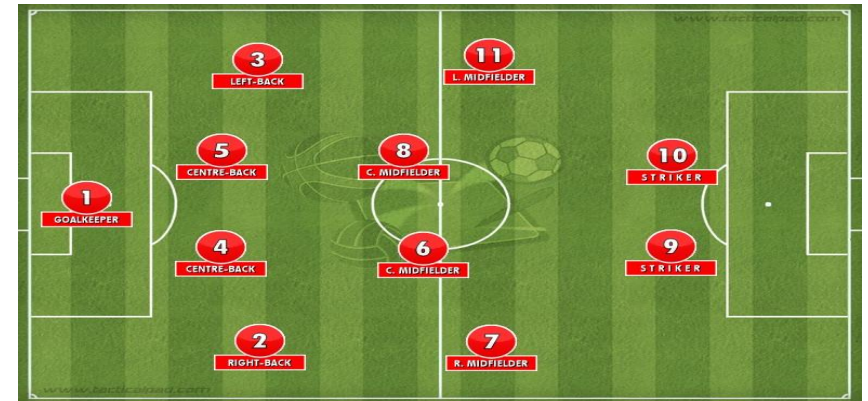 www.tacticalpad.com
3
LEFT-BACK
11
L. MIDFIELDER
5
CENTRE-BACK
8
C. MIDFIELDER
10
STRIKER
1
GOALKEEPER
4
CENTRE-BACK
6
C. MIDFIELDER
9
STRIKER
2
RIGHT-BACK
7
R. MIDFIELDER
www.tacticalpad.com